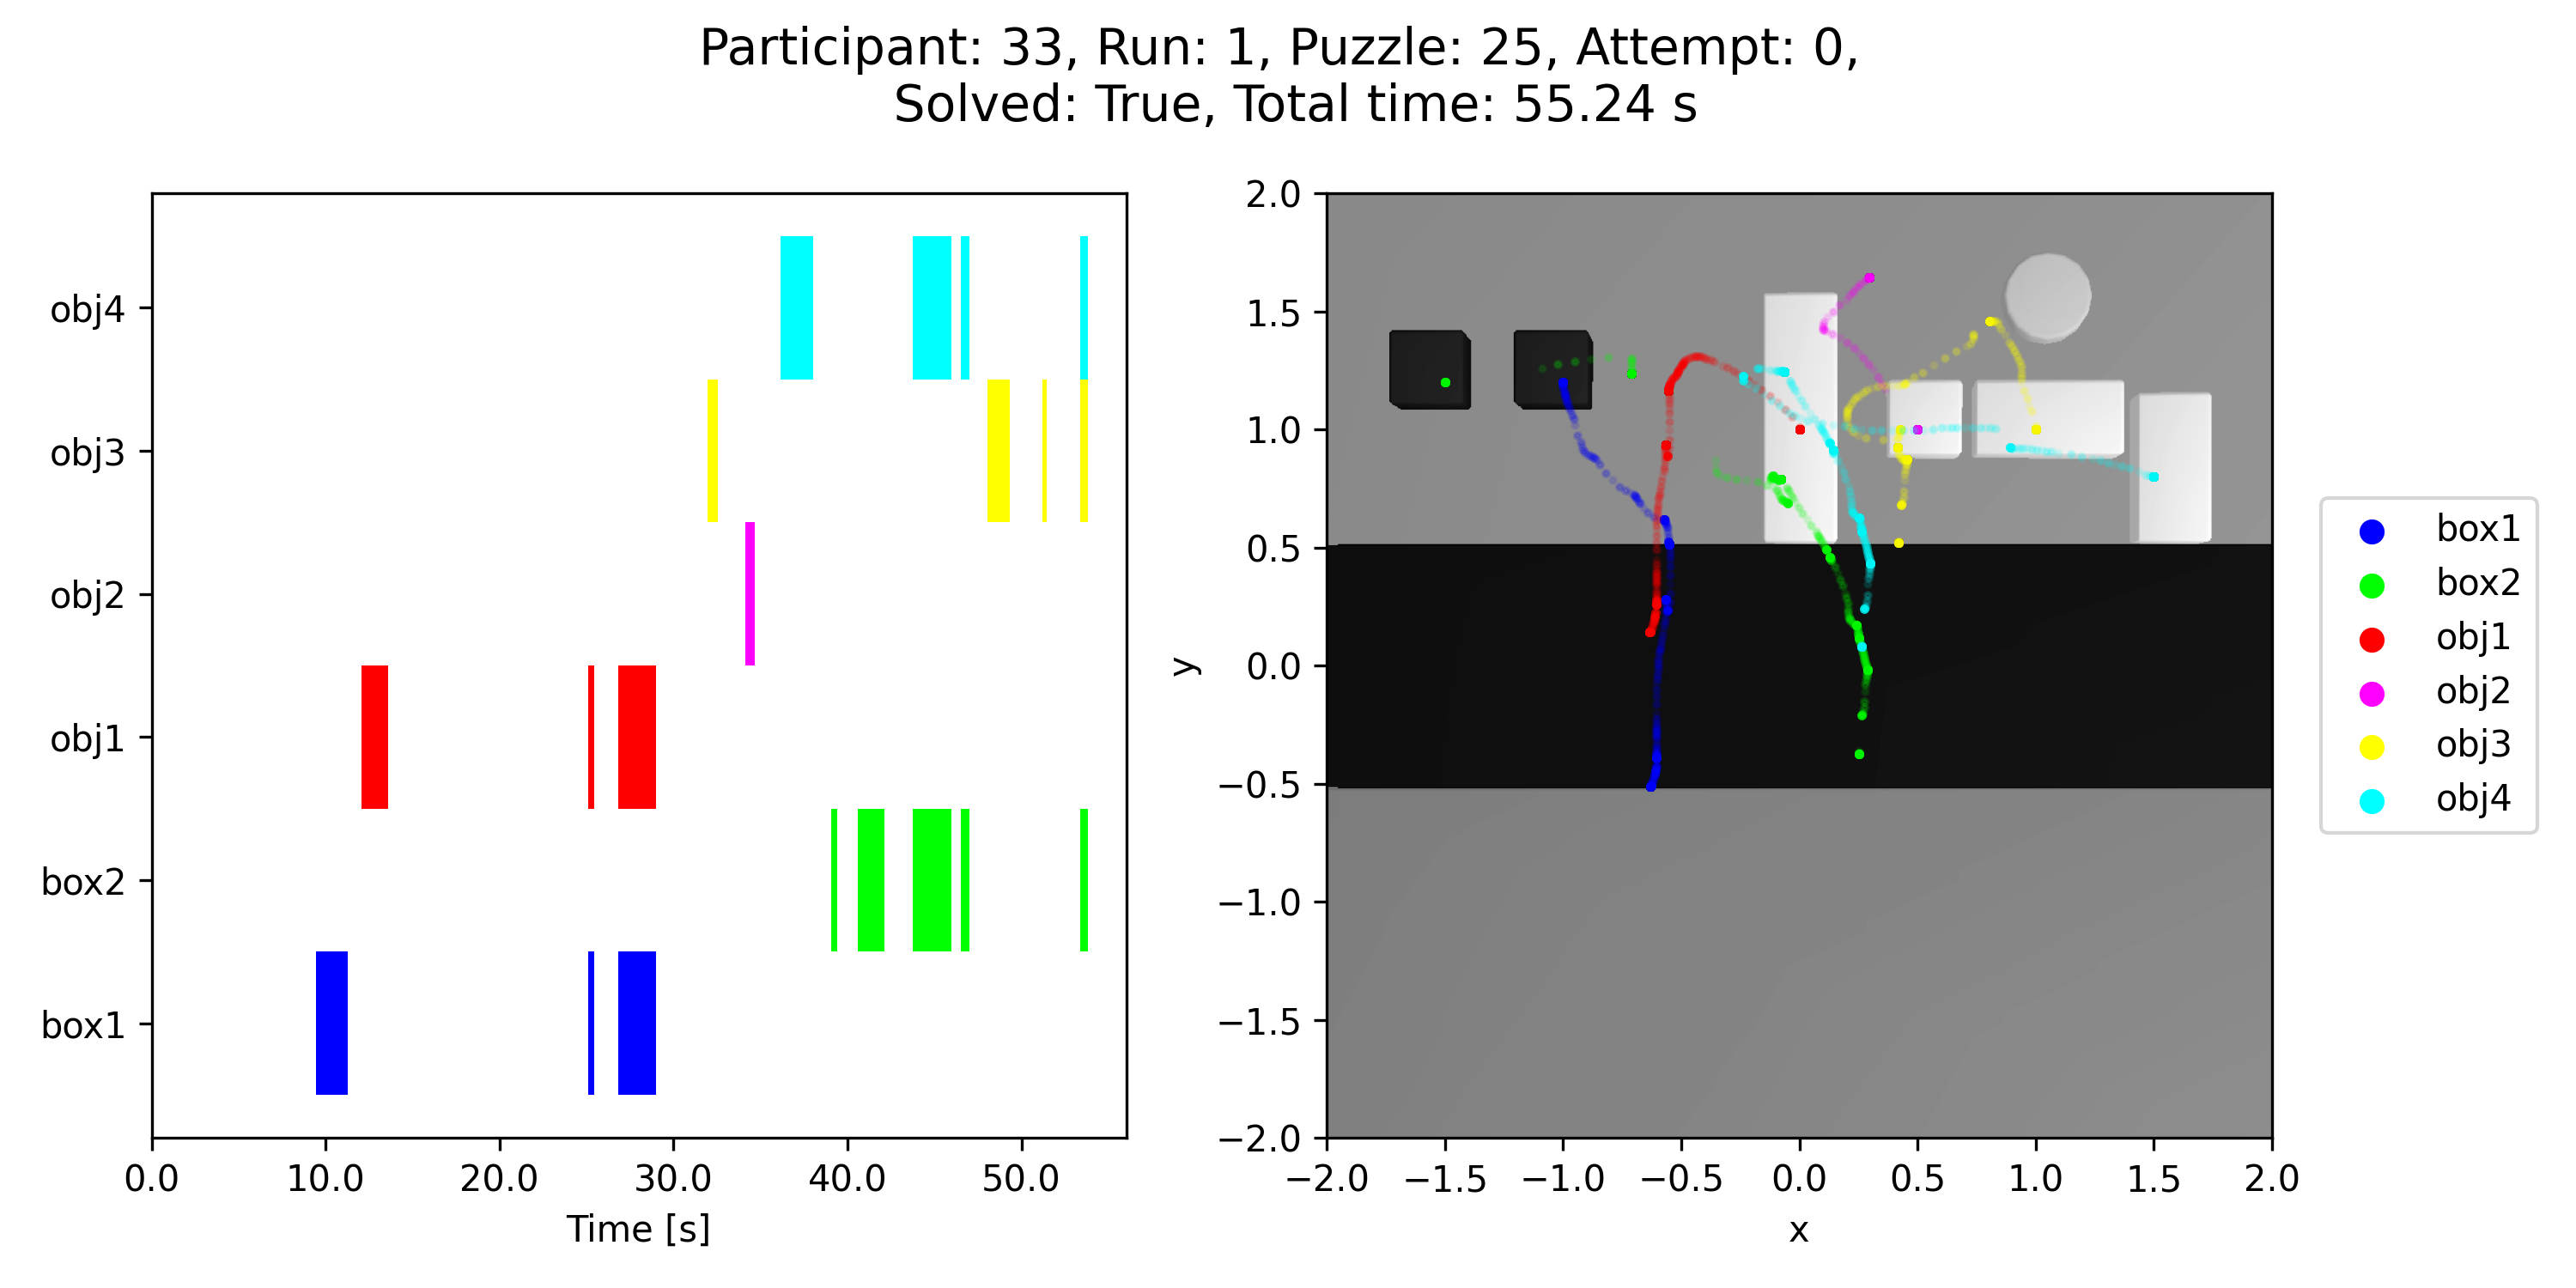 Participant: 33, Run: 1, Puzzle: 25, Attempt: 0,
Solved: True, Total time: 55.24 s
obj4
obj3
obj2
obj1
box2
box1
0.0 10.0 20.0 30.0 40.0 50.0
Time [s]
2.0
1.5
1.0
0.5
0.0
−0.5
−1.0
−1.5
−2.0
y
−2.0 −1.5 −1.0 −0.5 0.0 0.5 1.0 1.5 2.0
x
box1
box2
obj1
obj2
obj3
obj4